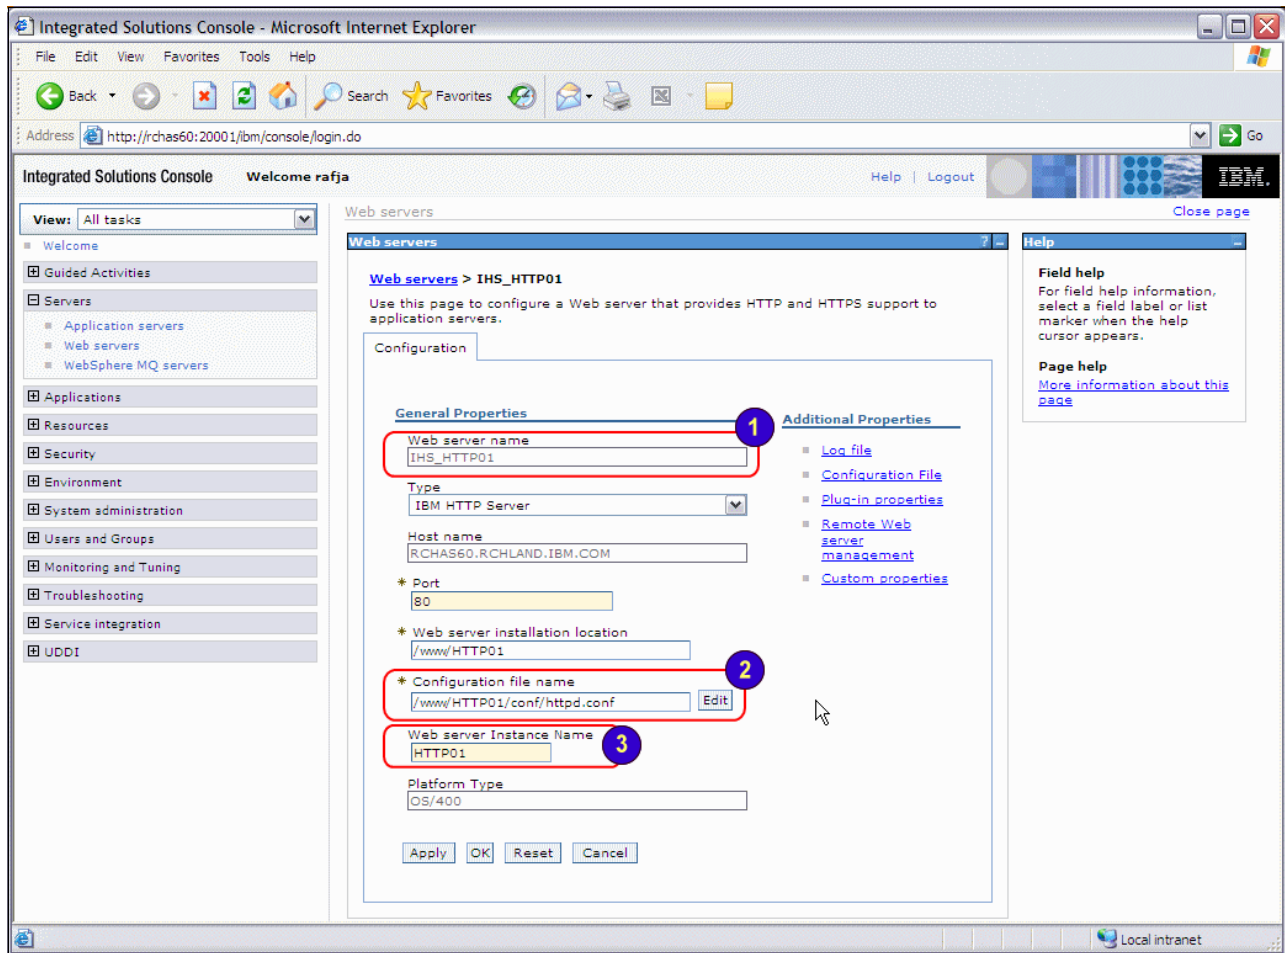 Integrated Solutions Console - Microsoft Internet Explorer
File Edit View Favorites Tools Help
Back Search Favorites
Address http://rchas60:20001/ibm/console/login.do Go
Integrated Solutions Console Welcome rafja Help | Logout IBM.
View: All tasks
Welcome
Guided Activities
Servers
Application servers
Web servers
WebSphere MQ servers
Applications
Resources
Security
Environment
System administration
Users and Groups
Monitoring and Tuning
Troubleshooting
Service integration
UDDI
Web servers Close page
Web servers ? -
Web servers > IHS_HTTP01
Use this page to configure a Web server that provides HTTP and HTTPS support to
application servers.
Configuration
General Properties
Web server name
IHS_HTTP01
1
Type
IBM HTTP Server
Host name
RCHAS60.RCHLAND.IBM.COM
* Port
80
* Web server installation location
/www/HTTP01
* Configuration file name
/www/HTTP01/conf/httpd.conf Edit
2
Web server Instance Name
HTTP01
3
Platform Type
OS/400
Apply OK Reset Cancel
Additional Properties
Log file
Configuration File
Plug-in properties
Remote Web
server
management
Custom properties
Help -
Field help
For field help information,
select a field label or list
marker when the help
cursor appears.
Page help
More information about this
page
Local intranet